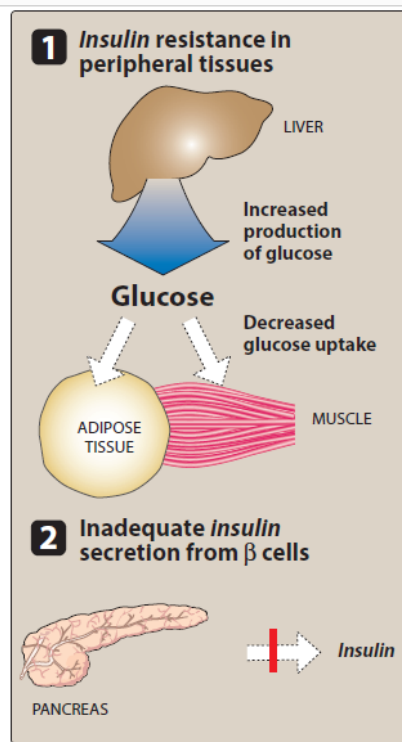 1 Insulin resistance in
peripheral tissues
LIVER
Increased
production
of glucose
Glucose
Decreased
glucose uptake
ADIPOSE
TISSUE
MUSCLE
2 Inadequate insulin
secretion from β cells
Insulin
PANCREAS